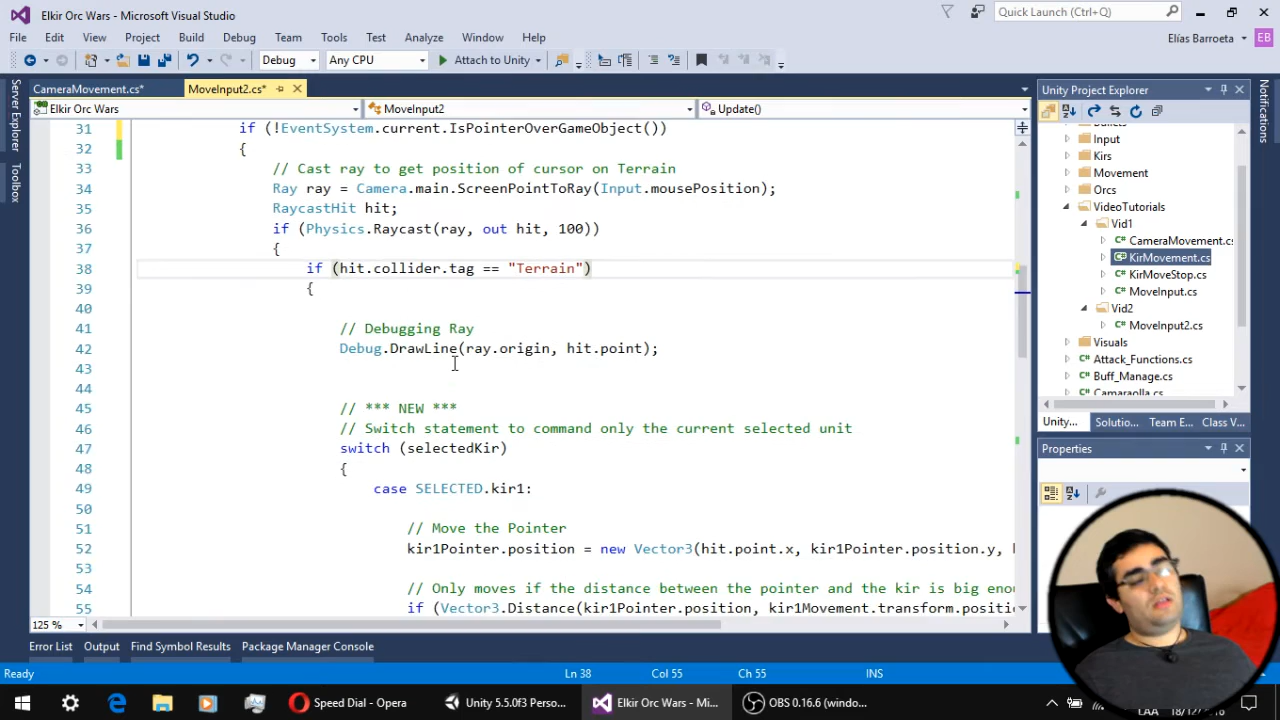 Elkir Orc Wars - Microsoft Visual Studio
Quick Launch (Ctrl+Q)
File Edit View Project Build Debug Team Tools Test Analyze Window Help
Elías Barroeta EB
Debug Any CPU Attach to Unity
CameraMovement.cs* MoveInput2.cs*
Elkir Orc Wars MoveInput2 Update()
Server Explorer
Toolbox
Notifications
31 if (!EventSystem.current.IsPointerOverGameObject())
32 {
33 // Cast ray to get position of cursor on Terrain
34 Ray ray = Camera.main.ScreenPointToRay(Input.mousePosition);
35 RaycastHit hit;
36 if (Physics.Raycast(ray, out hit, 100))
37 {
38 if (hit.collider.tag == "Terrain")
39 {
40
41 // Debugging Ray
42 Debug.DrawLine(ray.origin, hit.point);
43
44
45 // *** NEW ***
46 // Switch statement to command only the current selected unit
47 switch (selectedKir)
48 {
49 case SELECTED.kir1:
50
51 // Move the Pointer
52 kir1Pointer.position = new Vector3(hit.point.x, kir1Pointer.position.y, h
53
54 // Only moves if the distance between the pointer and the kir is big enou
55 if (Vector3.Distance(kir1Pointer.position, kir1Movement.transform.positi
125 %
Unity Project Explorer
Input
Kirs
Movement
Orcs
VideoTutorials
Vid1
CameraMovement.cs
KirMovement.cs
KirMoveStop.cs
MoveInput.cs
Vid2
MoveInput2.cs
Visuals
Attack_Functions.cs
Buff_Manage.cs
Camaraolla.cs
Unity... Solutio... Team E... Class V...
Properties
Error List Output Find Symbol Results Package Manager Console
Ready Ln 38 Col 55 Ch 55 INS
Speed Dial - Opera Unity 5.5.0f3 Perso... Elkir Orc Wars - Mi... OBS 0.16.6 (windo... LAA